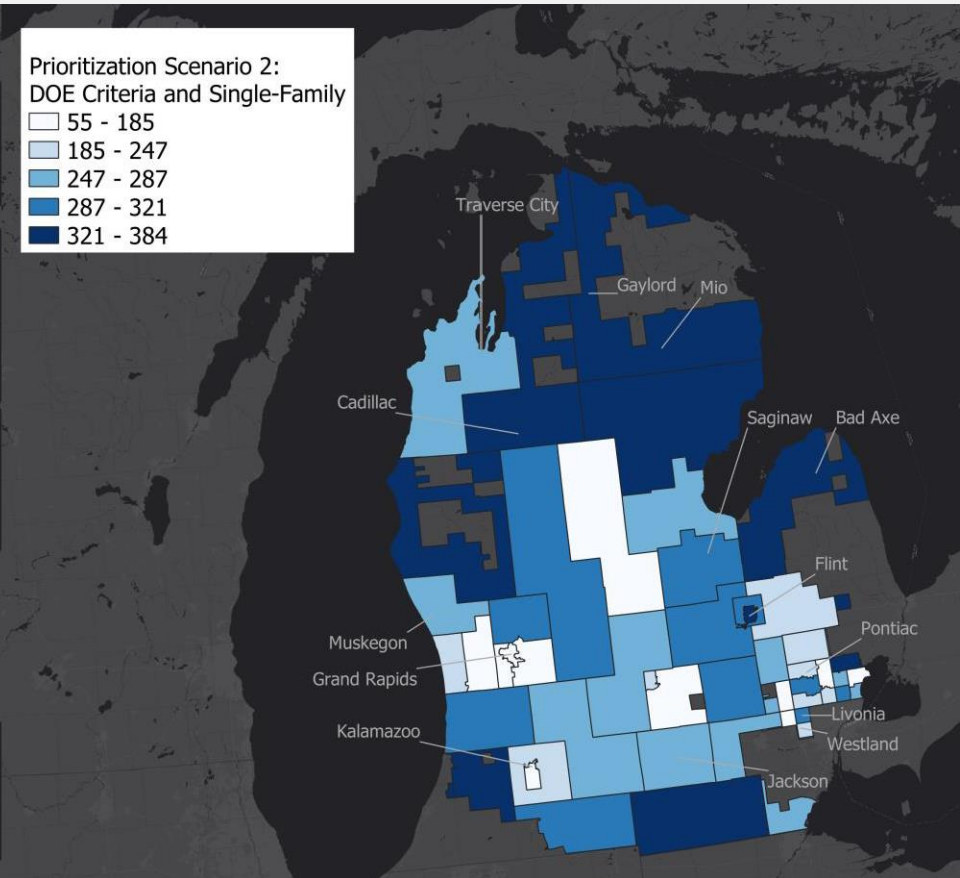 Prioritization Scenario 2:
DOE Criteria and Single-Family
55 - 185
185 - 247
247 - 287
287 - 321
321 - 384
Traverse City
Gaylord
Mio
Cadillac
Saginaw
Bad Axe
Flint
Muskegon
Pontiac
Grand Rapids
Livonia
Kalamazoo
Westland
Jackson